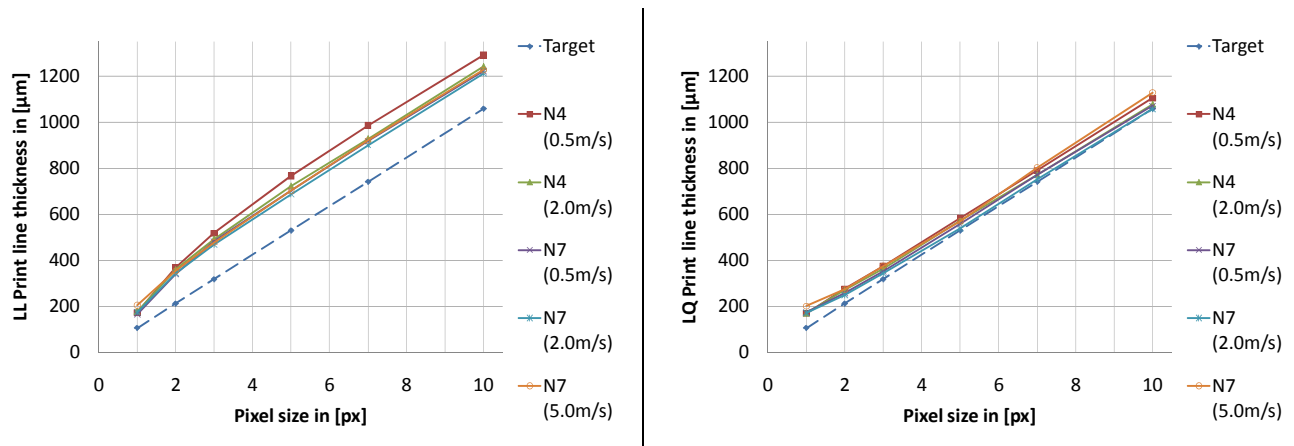 LL Print line thickness in [µm]
1200
1000
800
600
400
200
0
0 2 4 6 8 10
Pixel size in [px]
Target
N4
(0.5m/s)
N4
(2.0m/s)
N7
(0.5m/s)
N7
(2.0m/s)
N7
(5.0m/s)
LQ Print line thickness in [µm]
1200
1000
800
600
400
200
0
0 2 4 6 8 10
Pixel size in [px]
Target
N4
(0.5m/s)
N4
(2.0m/s)
N7
(0.5m/s)
N7
(2.0m/s)
N7
(5.0m/s)